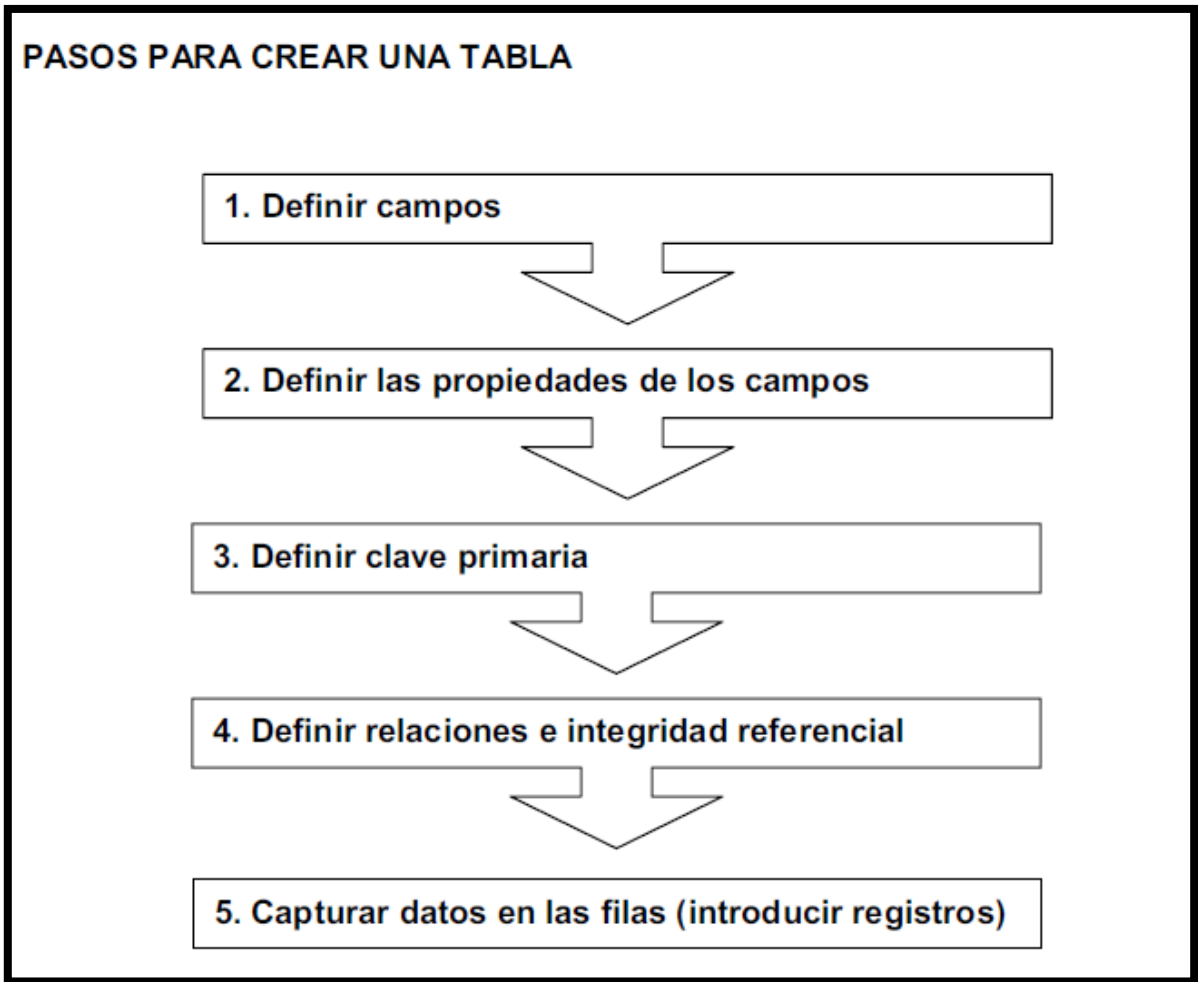 PASOS PARA CREAR UNA TABLA
1. Definir campos
2. Definir las propiedades de los campos
3. Definir clave primaria
4. Definir relaciones e integridad referencial
5. Capturar datos en las filas (introducir registros)